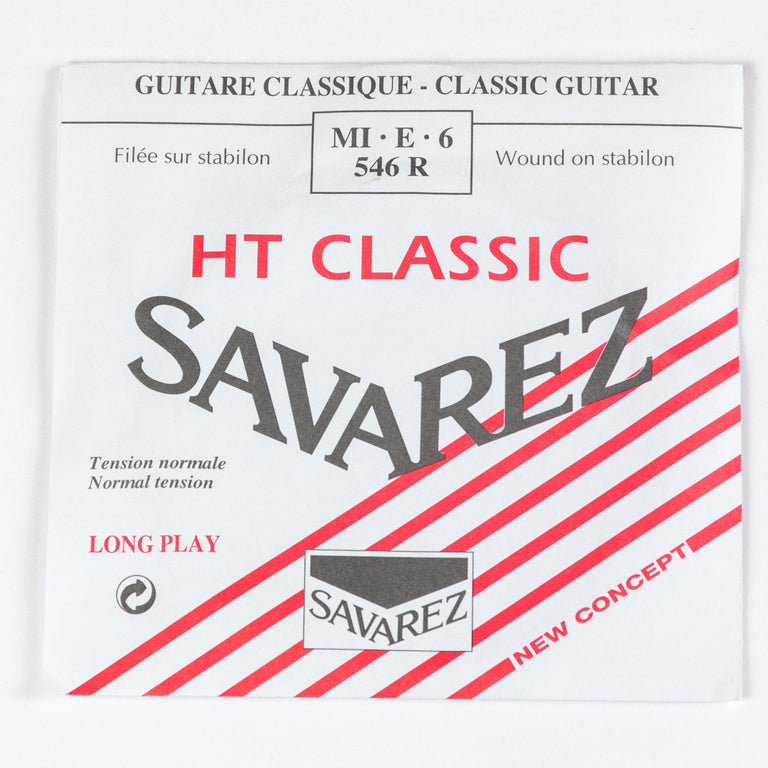 GUITARE CLASSIQUE - CLASSIC GUITAR
MI · E · 6
546 R
Filée sur stabilon
Wound on stabilon
HT CLASSIC
SAVAREZ
Tension normale
Normal tension
LONG PLAY
SAVAREZ
NEW CONCEPT